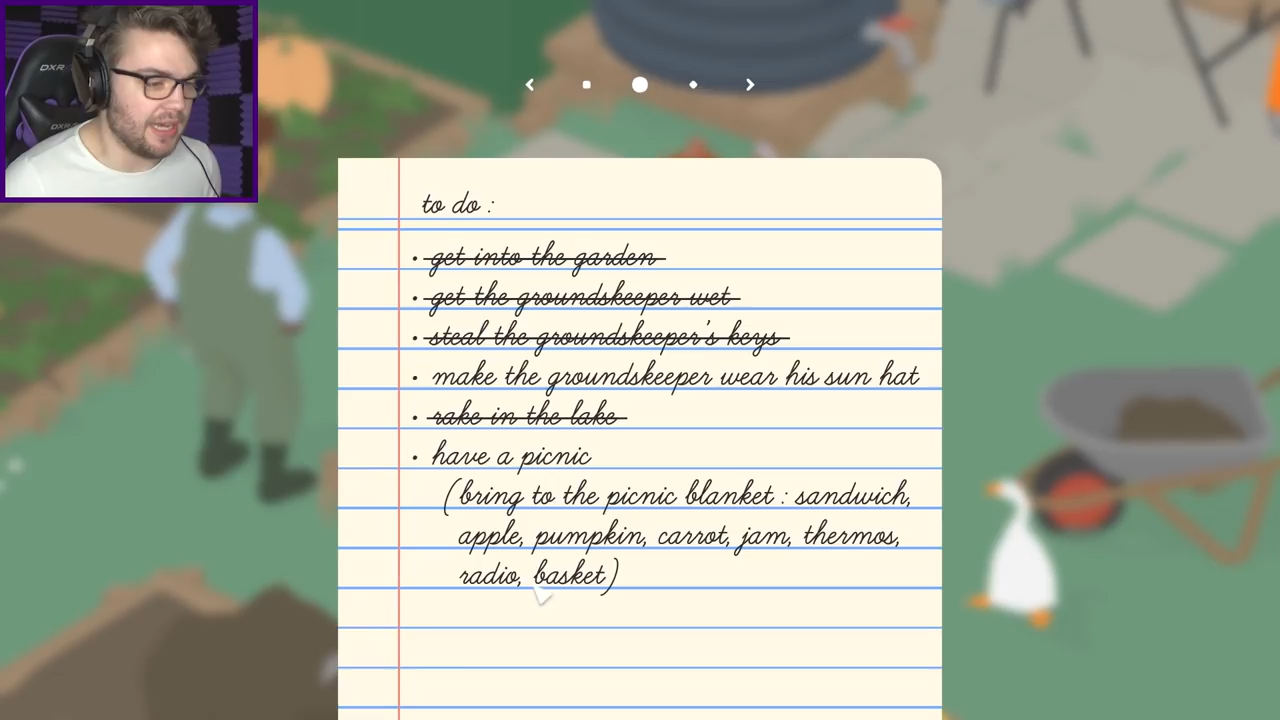 DXR
DXR
to do :
• get into the garden
• get the groundskeeper wet
• steal the groundskeeper's keys
• make the groundskeeper wear his sun hat
• rake in the lake
• have a picnic
(bring to the picnic blanket : sandwich,
apple, pumpkin, carrot, jam, thermos,
radio, basket)